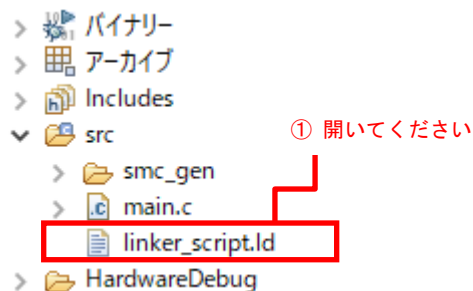 バイナリー
アーカイブ
Includes
src
① 開いてください
smc_gen
main.c
linker_script.ld
HardwareDebug